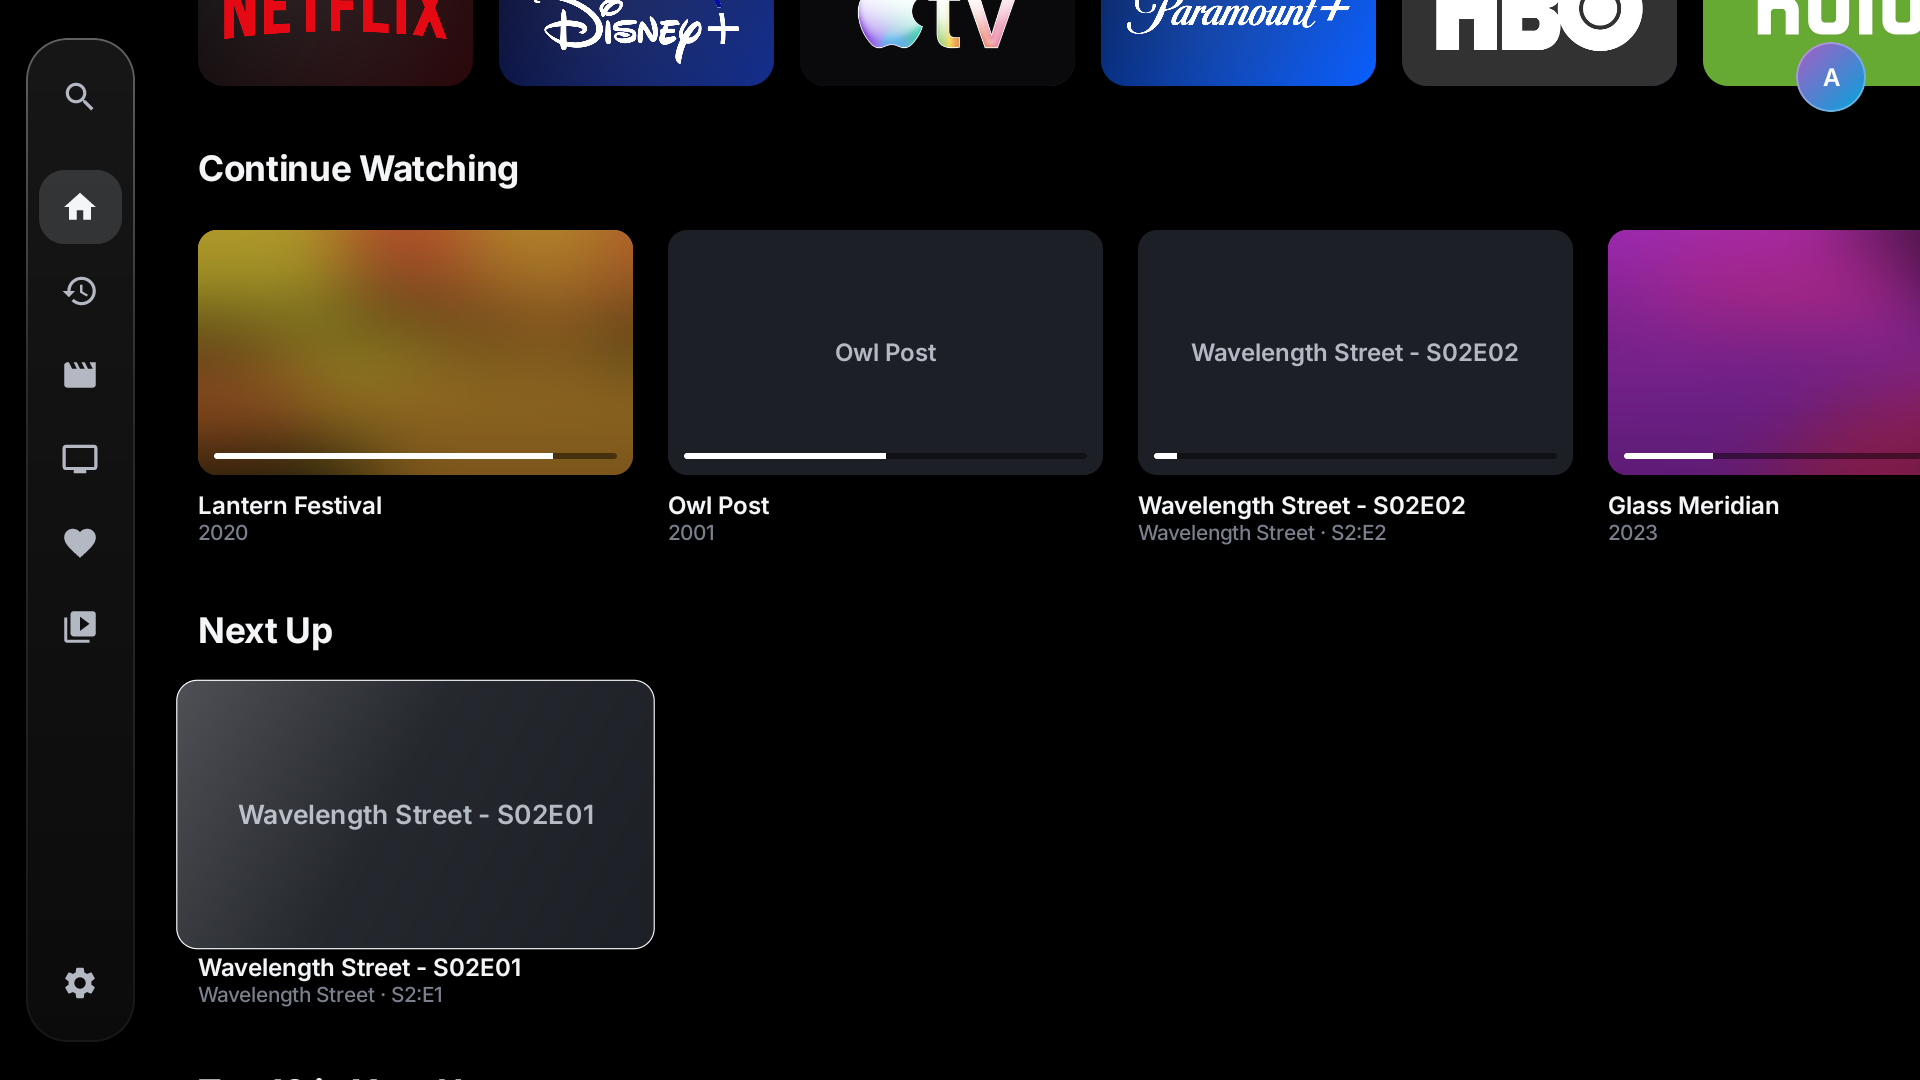 NETFLIX
Disney+
tv
Paramount+
HBO
hulu
A
Continue Watching
Owl Post
Wavelength Street - S02E02
Lantern Festival
2020
Owl Post
2001
Wavelength Street - S02E02
Wavelength Street · S2:E2
Glass Meridian
2023
Next Up
Wavelength Street - S02E01
Wavelength Street - S02E01
Wavelength Street · S2:E1